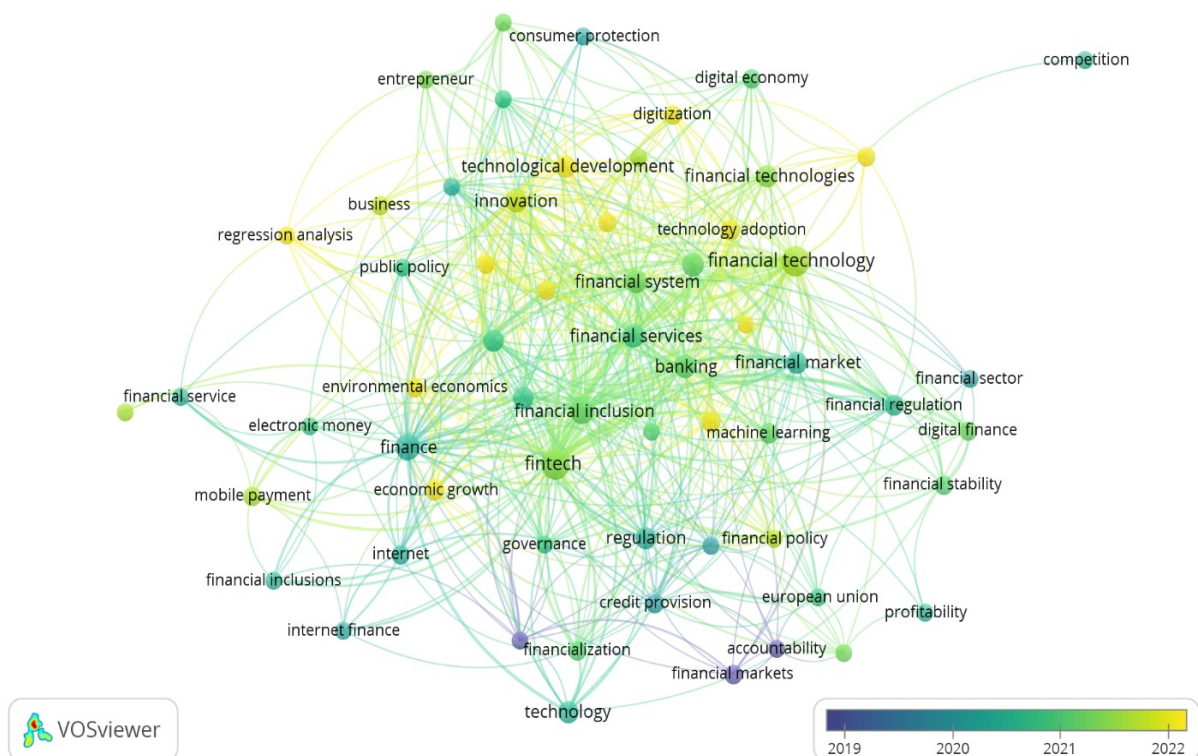 consumer protection
competition
entrepreneur
digital economy
digitization
technological development
financial technologies
business
innovation
regression analysis
technology adoption
public policy
financial technology
financial system
financial services
banking
financial market
environmental economics
financial sector
financial service
financial inclusion
financial regulation
electronic money
machine learning
digital finance
finance
fintech
mobile payment
economic growth
financial stability
governance
regulation
financial policy
internet
financial inclusions
credit provision
european union
profitability
internet finance
financialization
accountability
financial markets
technology
VOSviewer
2019
2020
2021
2022